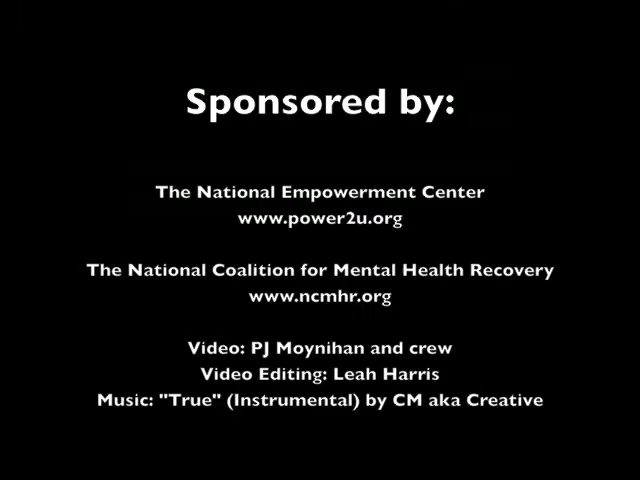 Sponsored by:
The National Empowerment Center
www.power2u.org
The National Coalition for Mental Health Recovery
www.ncmhr.org
Video: PJ Moynihan and crew
Video Editing: Leah Harris
Music: "True" (Instrumental) by CM aka Creative